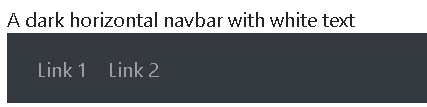 A dark horizontal navbar with white text
Link 1 Link 2